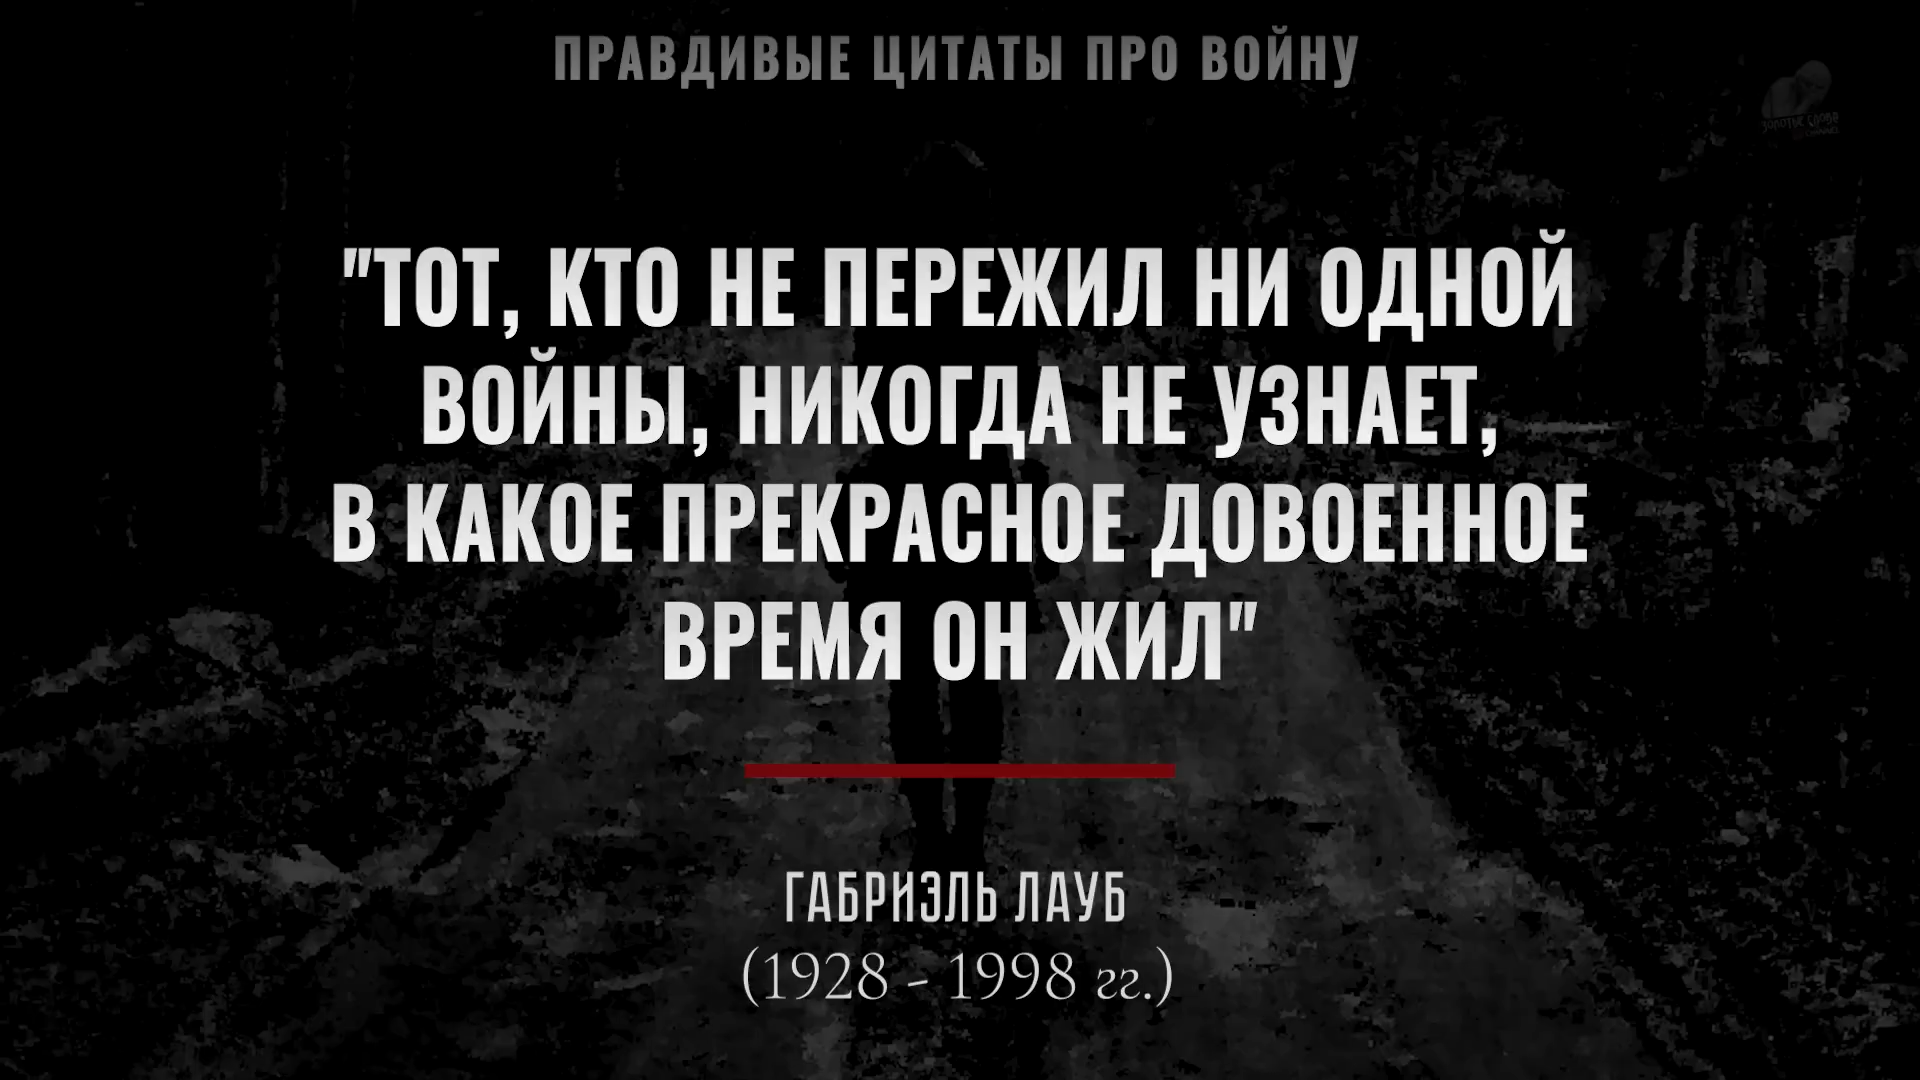 ПРАВДИВЫЕ ЦИТАТЫ ПРО ВОЙНУ
"ТОТ, КТО НЕ ПЕРЕЖИЛ НИ ОДНОЙ
ВОЙНЫ, НИКОГДА НЕ УЗНАЕТ,
В КАКОЕ ПРЕКРАСНОЕ ДОВОЕННОЕ
ВРЕМЯ ОН ЖИЛ"
ГАБРИЭЛЬ ЛАУБ
(1928 - 1998 гг.)